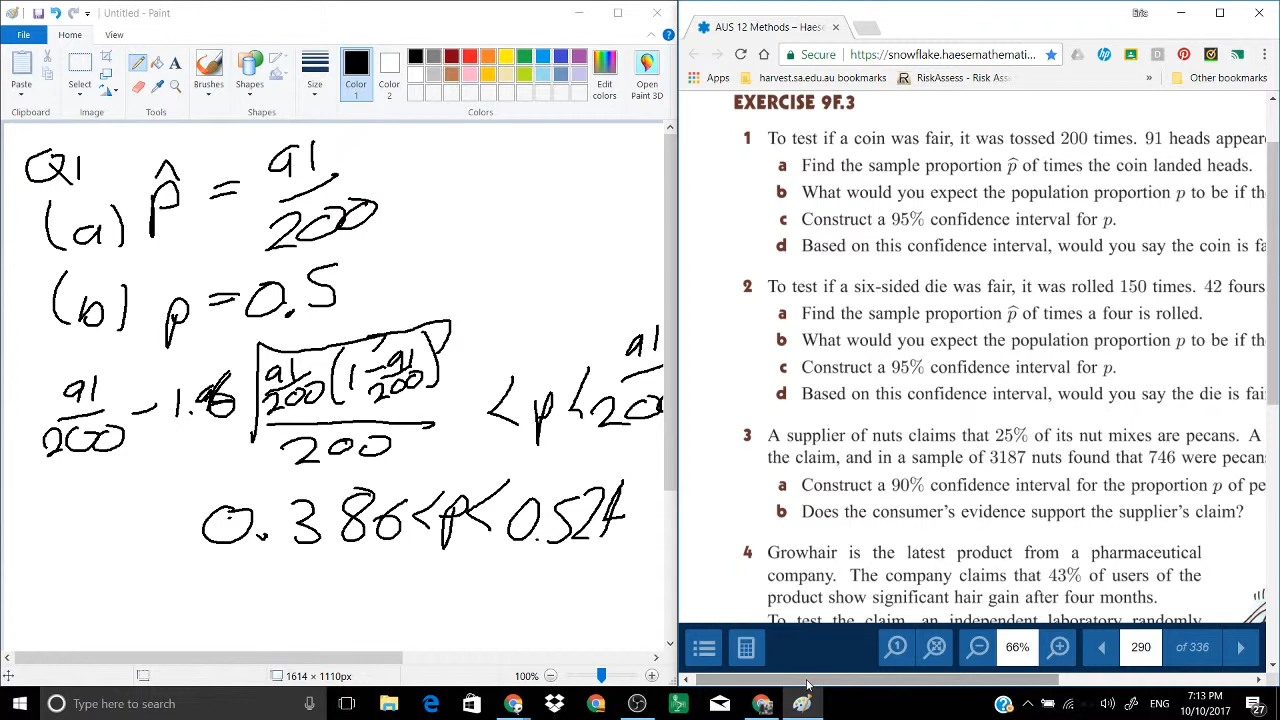 Untitled - Paint
File
Home
View
Paste
Select
Brushes
Shapes
Size
Color
1
Color
2
Edit
colors
Open
Paint 3D
Clipboard
Image
Tools
Shapes
Colors
Q1
(a) p̂ = 91/200
(b) p = 0.5
91/200 - 1.96 √(91/200 (1 - 91/200) / 200) < p < 91/200
0.386 < p < 0.524
100%
1614 × 1110px
Eric
AUS 12 Methods – Haese
Secure
https://snowflake.haesemathemati
Apps
harvest.sa.edu.au bookmarks
RiskAssess - Risk Assess
»
Other bookmarks
EXERCISE 9F.3
1 To test if a coin was fair, it was tossed 200 times. 91 heads appear
a Find the sample proportion p̂ of times the coin landed heads.
b What would you expect the population proportion p to be if the
c Construct a 95% confidence interval for p.
d Based on this confidence interval, would you say the coin is fa
2 To test if a six-sided die was fair, it was rolled 150 times. 42 fours
a Find the sample proportion p̂ of times a four is rolled.
b What would you expect the population proportion p to be if the
c Construct a 95% confidence interval for p.
d Based on this confidence interval, would you say the die is fai
3 A supplier of nuts claims that 25% of its nut mixes are pecans. A
the claim, and in a sample of 3187 nuts found that 746 were pecan
a Construct a 90% confidence interval for the proportion p of pe
b Does the consumer's evidence support the supplier's claim?
4 Growhair is the latest product from a pharmaceutical
company. The company claims that 43% of users of the
product show significant hair gain after four months.
To test the claim, an independent laboratory randomly
66%
290
of 336
Type here to search
ENG
7:13 PM
10/10/2017